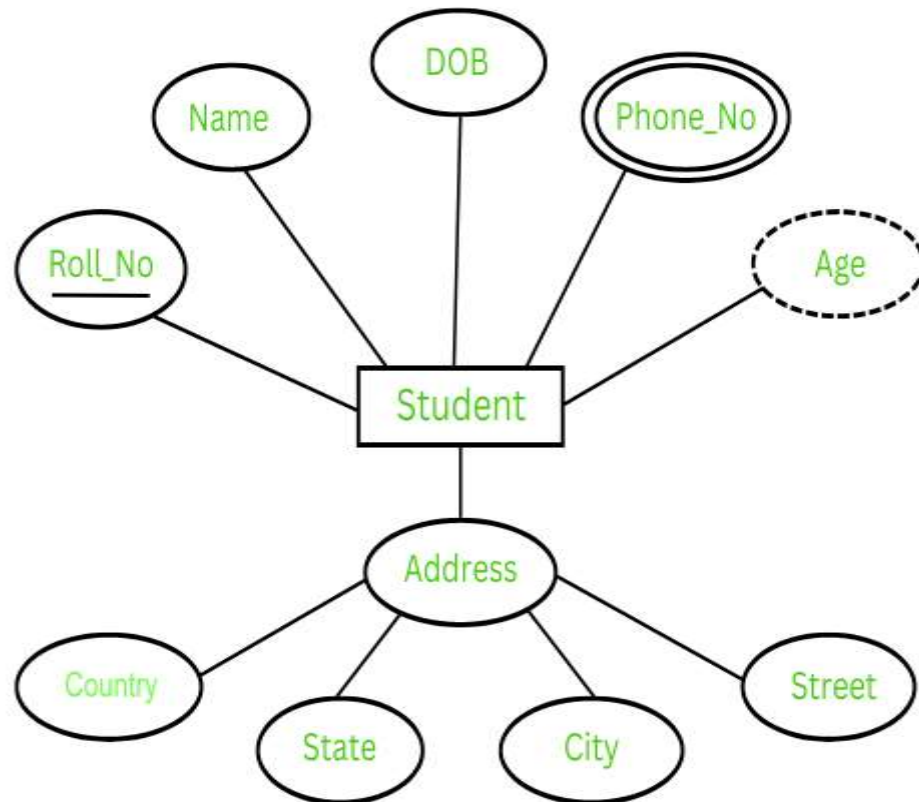 DOB
Name
Phone_No
Roll_No
Age
Student
Address
Country
Street
State
City